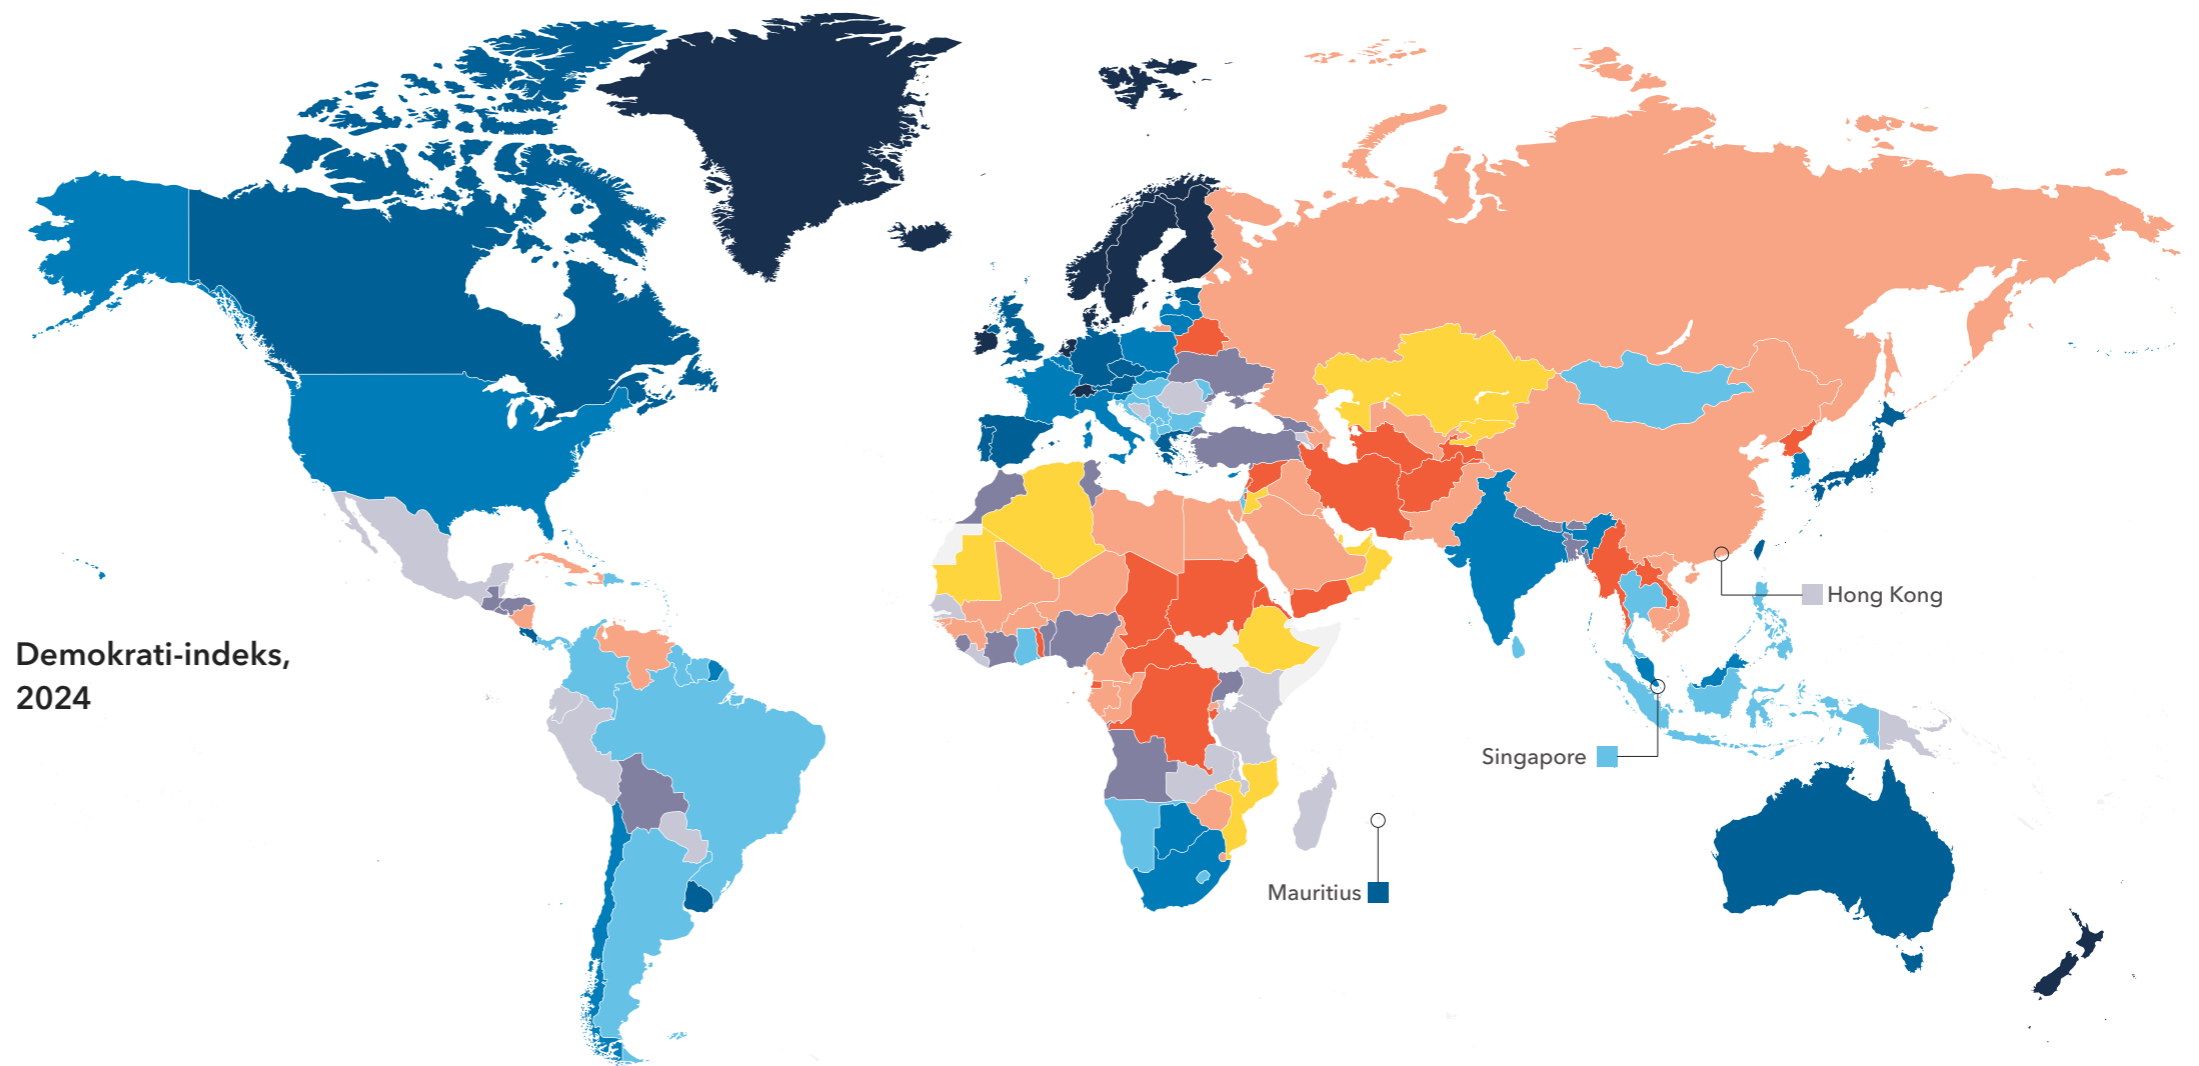 Demokrati-indeks,
2024
Hong Kong
Singapore
Mauritius